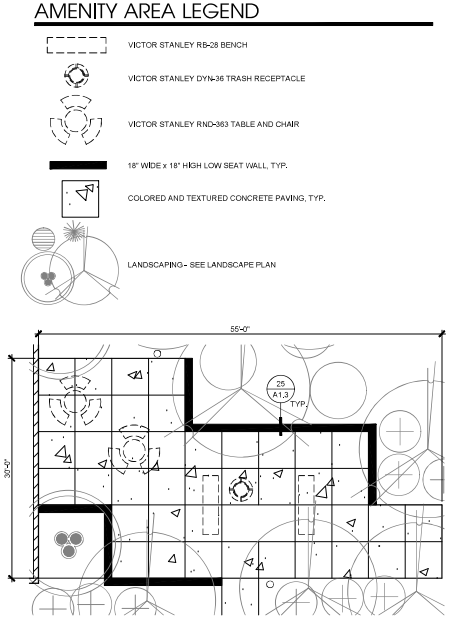 AMENITY AREA LEGEND
VICTOR STANLEY RB-28 BENCH
VICTOR STANLEY DYN-36 TRASH RECEPTACLE
VICTOR STANLEY RND-363 TABLE AND CHAIR
18" WIDE x 18" HIGH LOW SEAT WALL, TYP.
COLORED AND TEXTURED CONCRETE PAVING, TYP.
LANDSCAPING- SEE LANDSCAPE PLAN
55'-0"
25
A1.3
TYP.
30'-0"